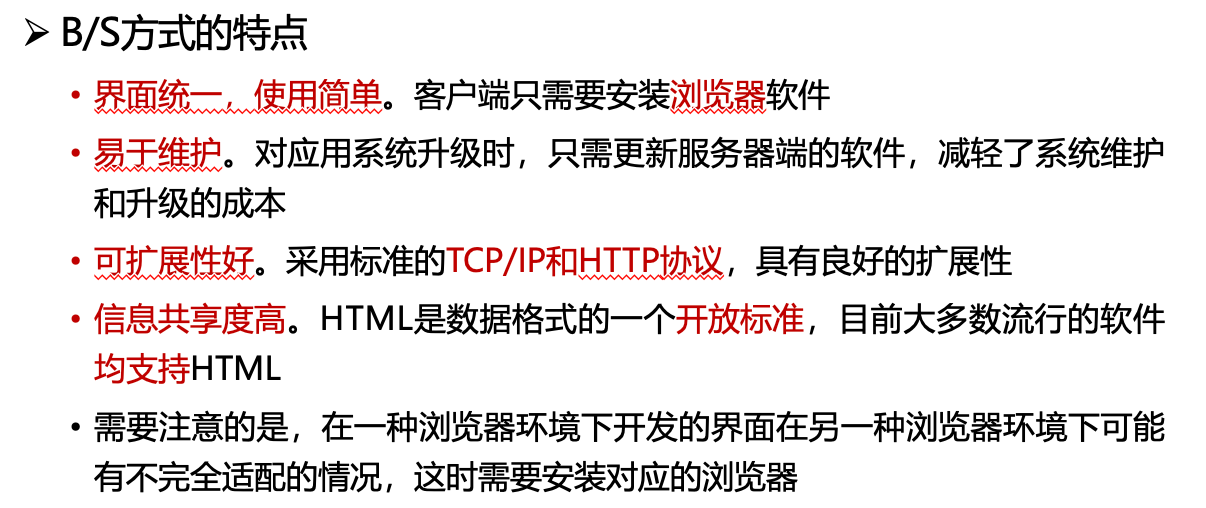 ➢ B/S方式的特点
• 界面统一，使用简单。客户端只需要安装浏览器软件
• 易于维护。对应用系统升级时，只需更新服务器端的软件，减轻了系统维护
和升级的成本
• 可扩展性好。采用标准的TCP/IP和HTTP协议，具有良好的扩展性
• 信息共享度高。HTML是数据格式的一个开放标准，目前大多数流行的软件
均支持HTML
• 需要注意的是，在一种浏览器环境下开发的界面在另一种浏览器环境下可能
有不完全适配的情况，这时需要安装对应的浏览器